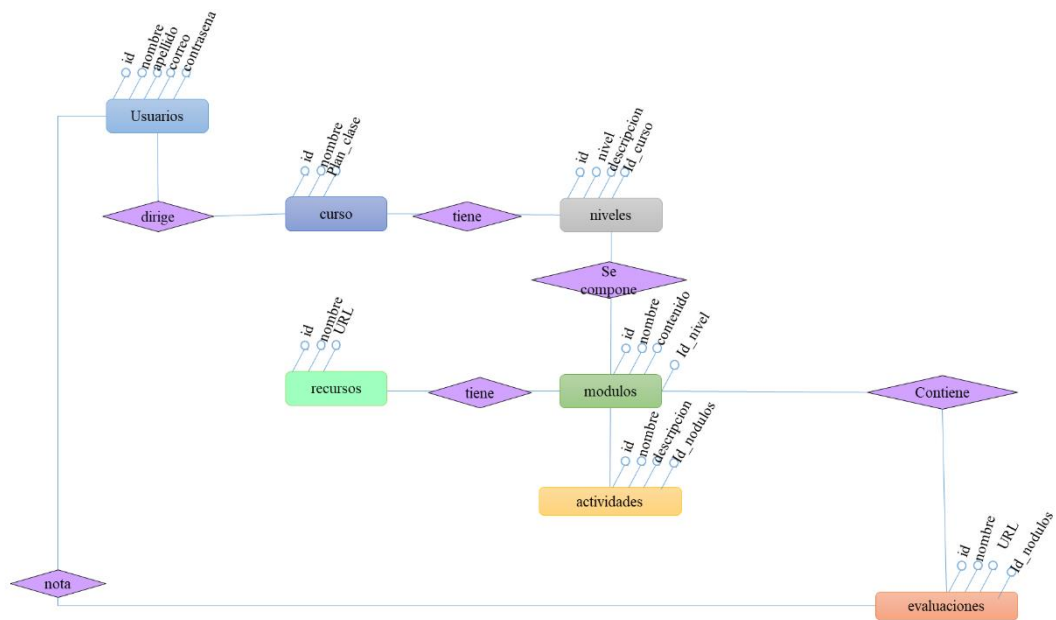 id
nombre
apellido
correo
contrasena
Usuarios
dirige
id
nombre
Plan_clase
curso
tiene
id
nivel
descripcion
Id_curso
niveles
Se
compone
id
nombre
URL
recursos
tiene
id
nombre
contenido
Id_nivel
modulos
Contiene
id
nombre
descripcion
Id_nodulos
actividades
nota
id
nombre
URL
Id_nodulos
evaluaciones